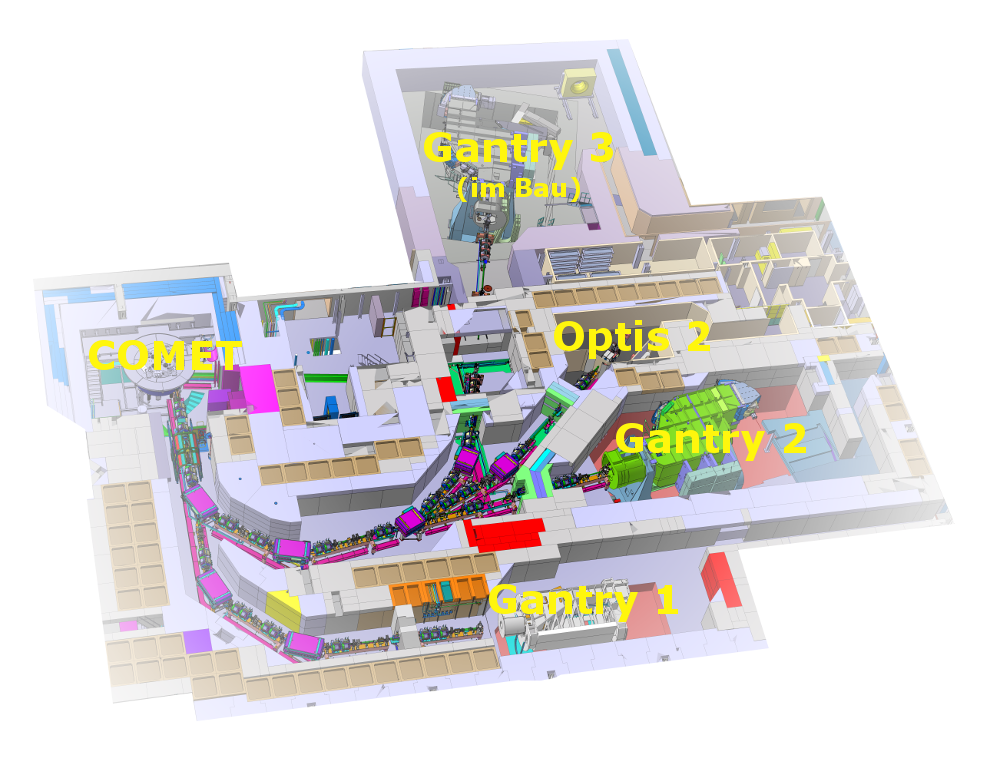 Gantry 3
(im Bau)
Optis 2
COMET
Gantry 2
Gantry 1